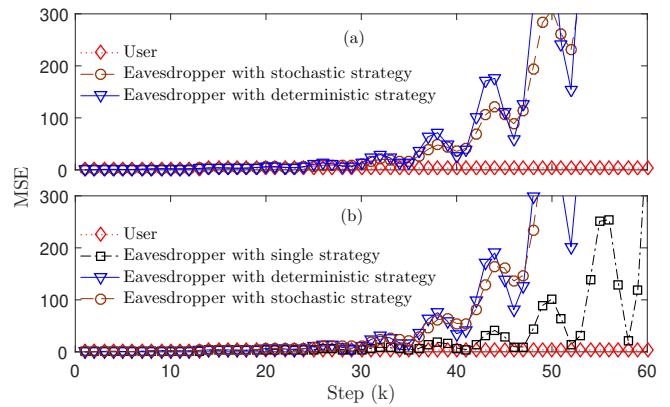 300
(a)
User
Eavesdropper with stochastic strategy
200
Eavesdropper with deterministic strategy
100
0
MSE
300
(b)
User
Eavesdropper with single strategy
200
Eavesdropper with deterministic strategy
Eavesdropper with stochastic strategy
100
0
0 10 20 30 40 50 60
Step (k)